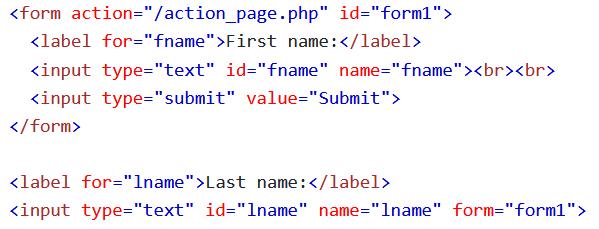 <form action="/action_page.php" id="form1">
  <label for="fname">First name:</label>
  <input type="text" id="fname" name="fname"><br><br>
  <input type="submit" value="Submit">
</form>

<label for="lname">Last name:</label>
<input type="text" id="lname" name="lname" form="form1">